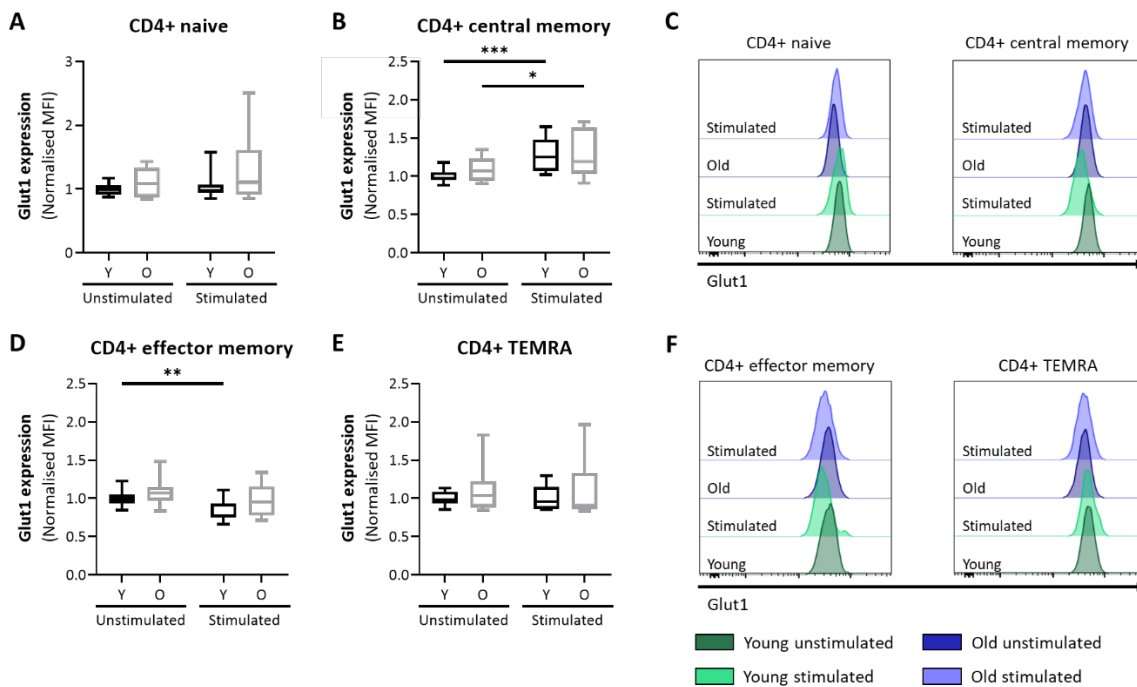 A
CD4+ naive
Glut1 expression
(Normalised MFI)
3
2
1
0
Y O Y O
Unstimulated Stimulated
B
CD4+ central memory
***
*
Glut1 expression
(Normalised MFI)
2.5
2.0
1.5
1.0
0.5
0.0
Y O Y O
Unstimulated Stimulated
C
CD4+ naive
Stimulated
Old
Stimulated
Young
CD4+ central memory
Stimulated
Old
Stimulated
Young
Glut1
D
CD4+ effector memory
**
Glut1 expression
(Normalised MFI)
2.5
2.0
1.5
1.0
0.5
0.0
Y O Y O
Unstimulated Stimulated
E
CD4+ TEMRA
Glut1 expression
(Normalised MFI)
2.5
2.0
1.5
1.0
0.5
0.0
Y O Y O
Unstimulated Stimulated
F
CD4+ effector memory
Stimulated
Old
Stimulated
Young
CD4+ TEMRA
Stimulated
Old
Stimulated
Young
Glut1
Young unstimulated Old unstimulated
Young stimulated Old stimulated